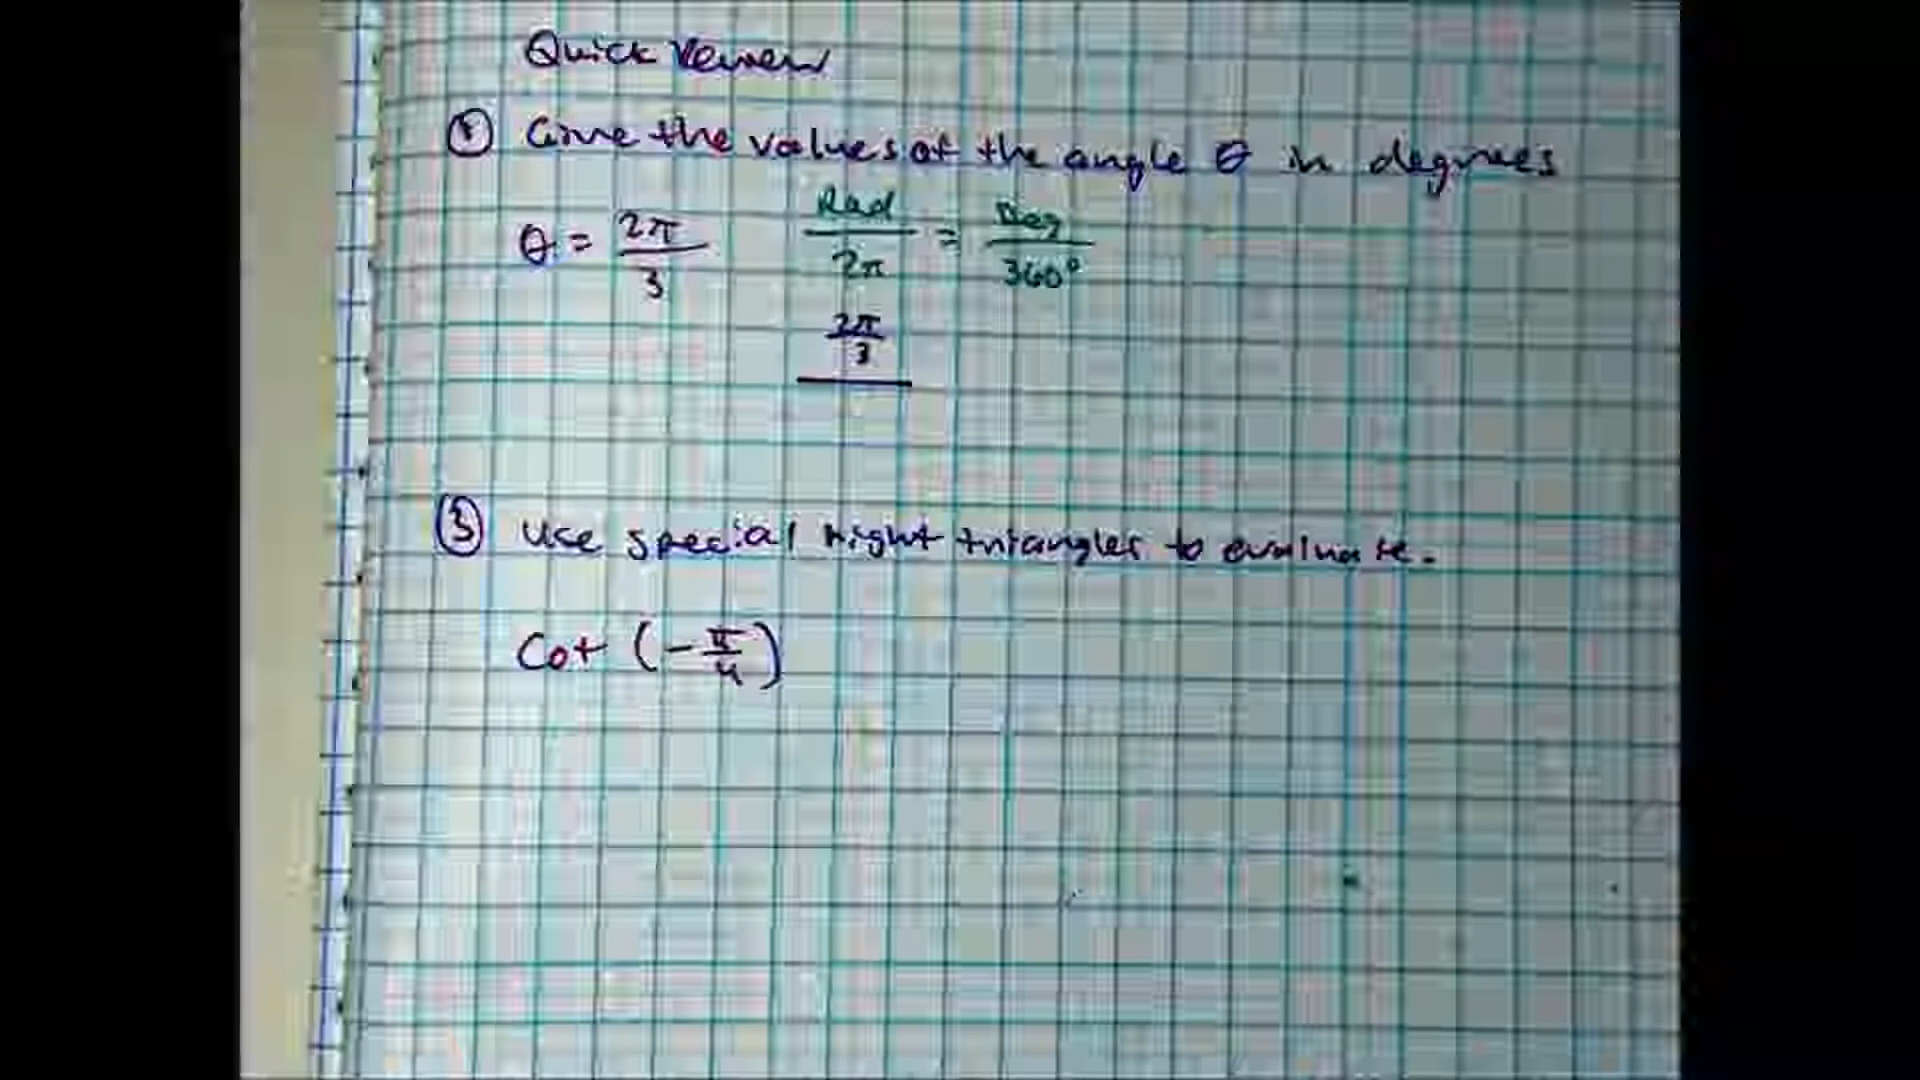 Quick Review
① Give the values of the angle θ in degrees
θ = 2π/3 Rad/2π = Deg/360°
2π/3
③ Use special right triangles to evaluate.
Cot (-π/4)